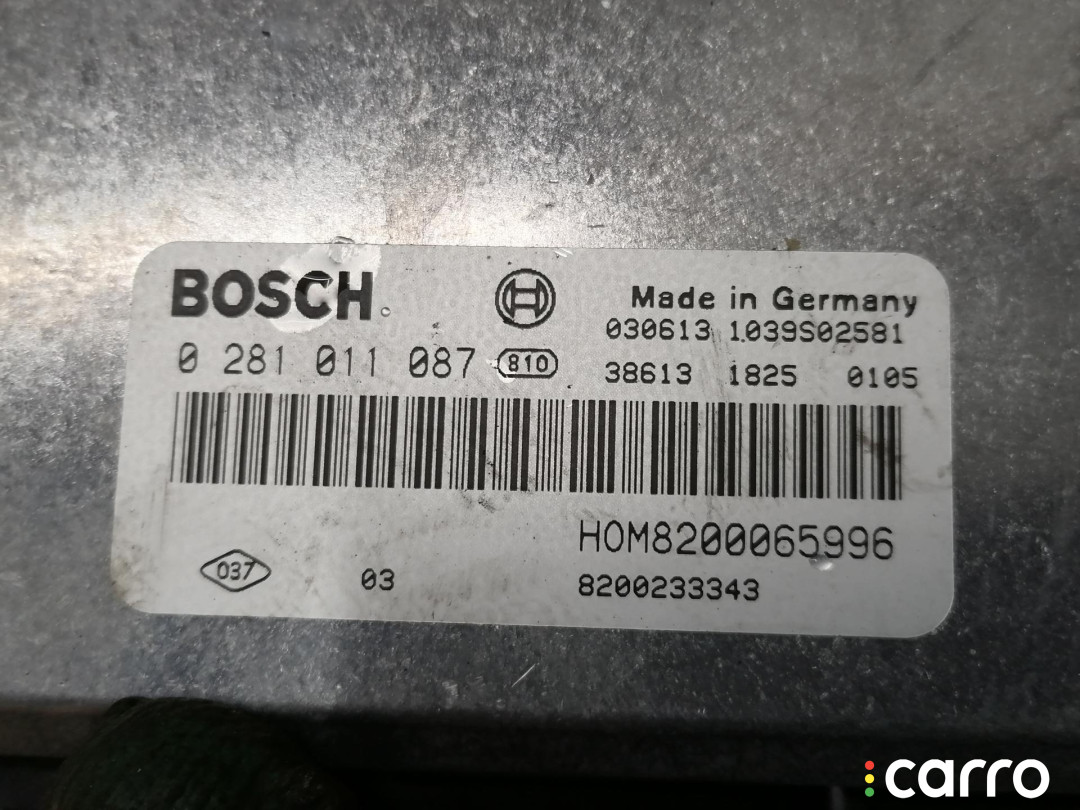 BOSCH
Made in Germany
030613 1039S02581
0 281 011 087 810
38613 1825 0105
HOM8200065996
037 03 8200233343
carro